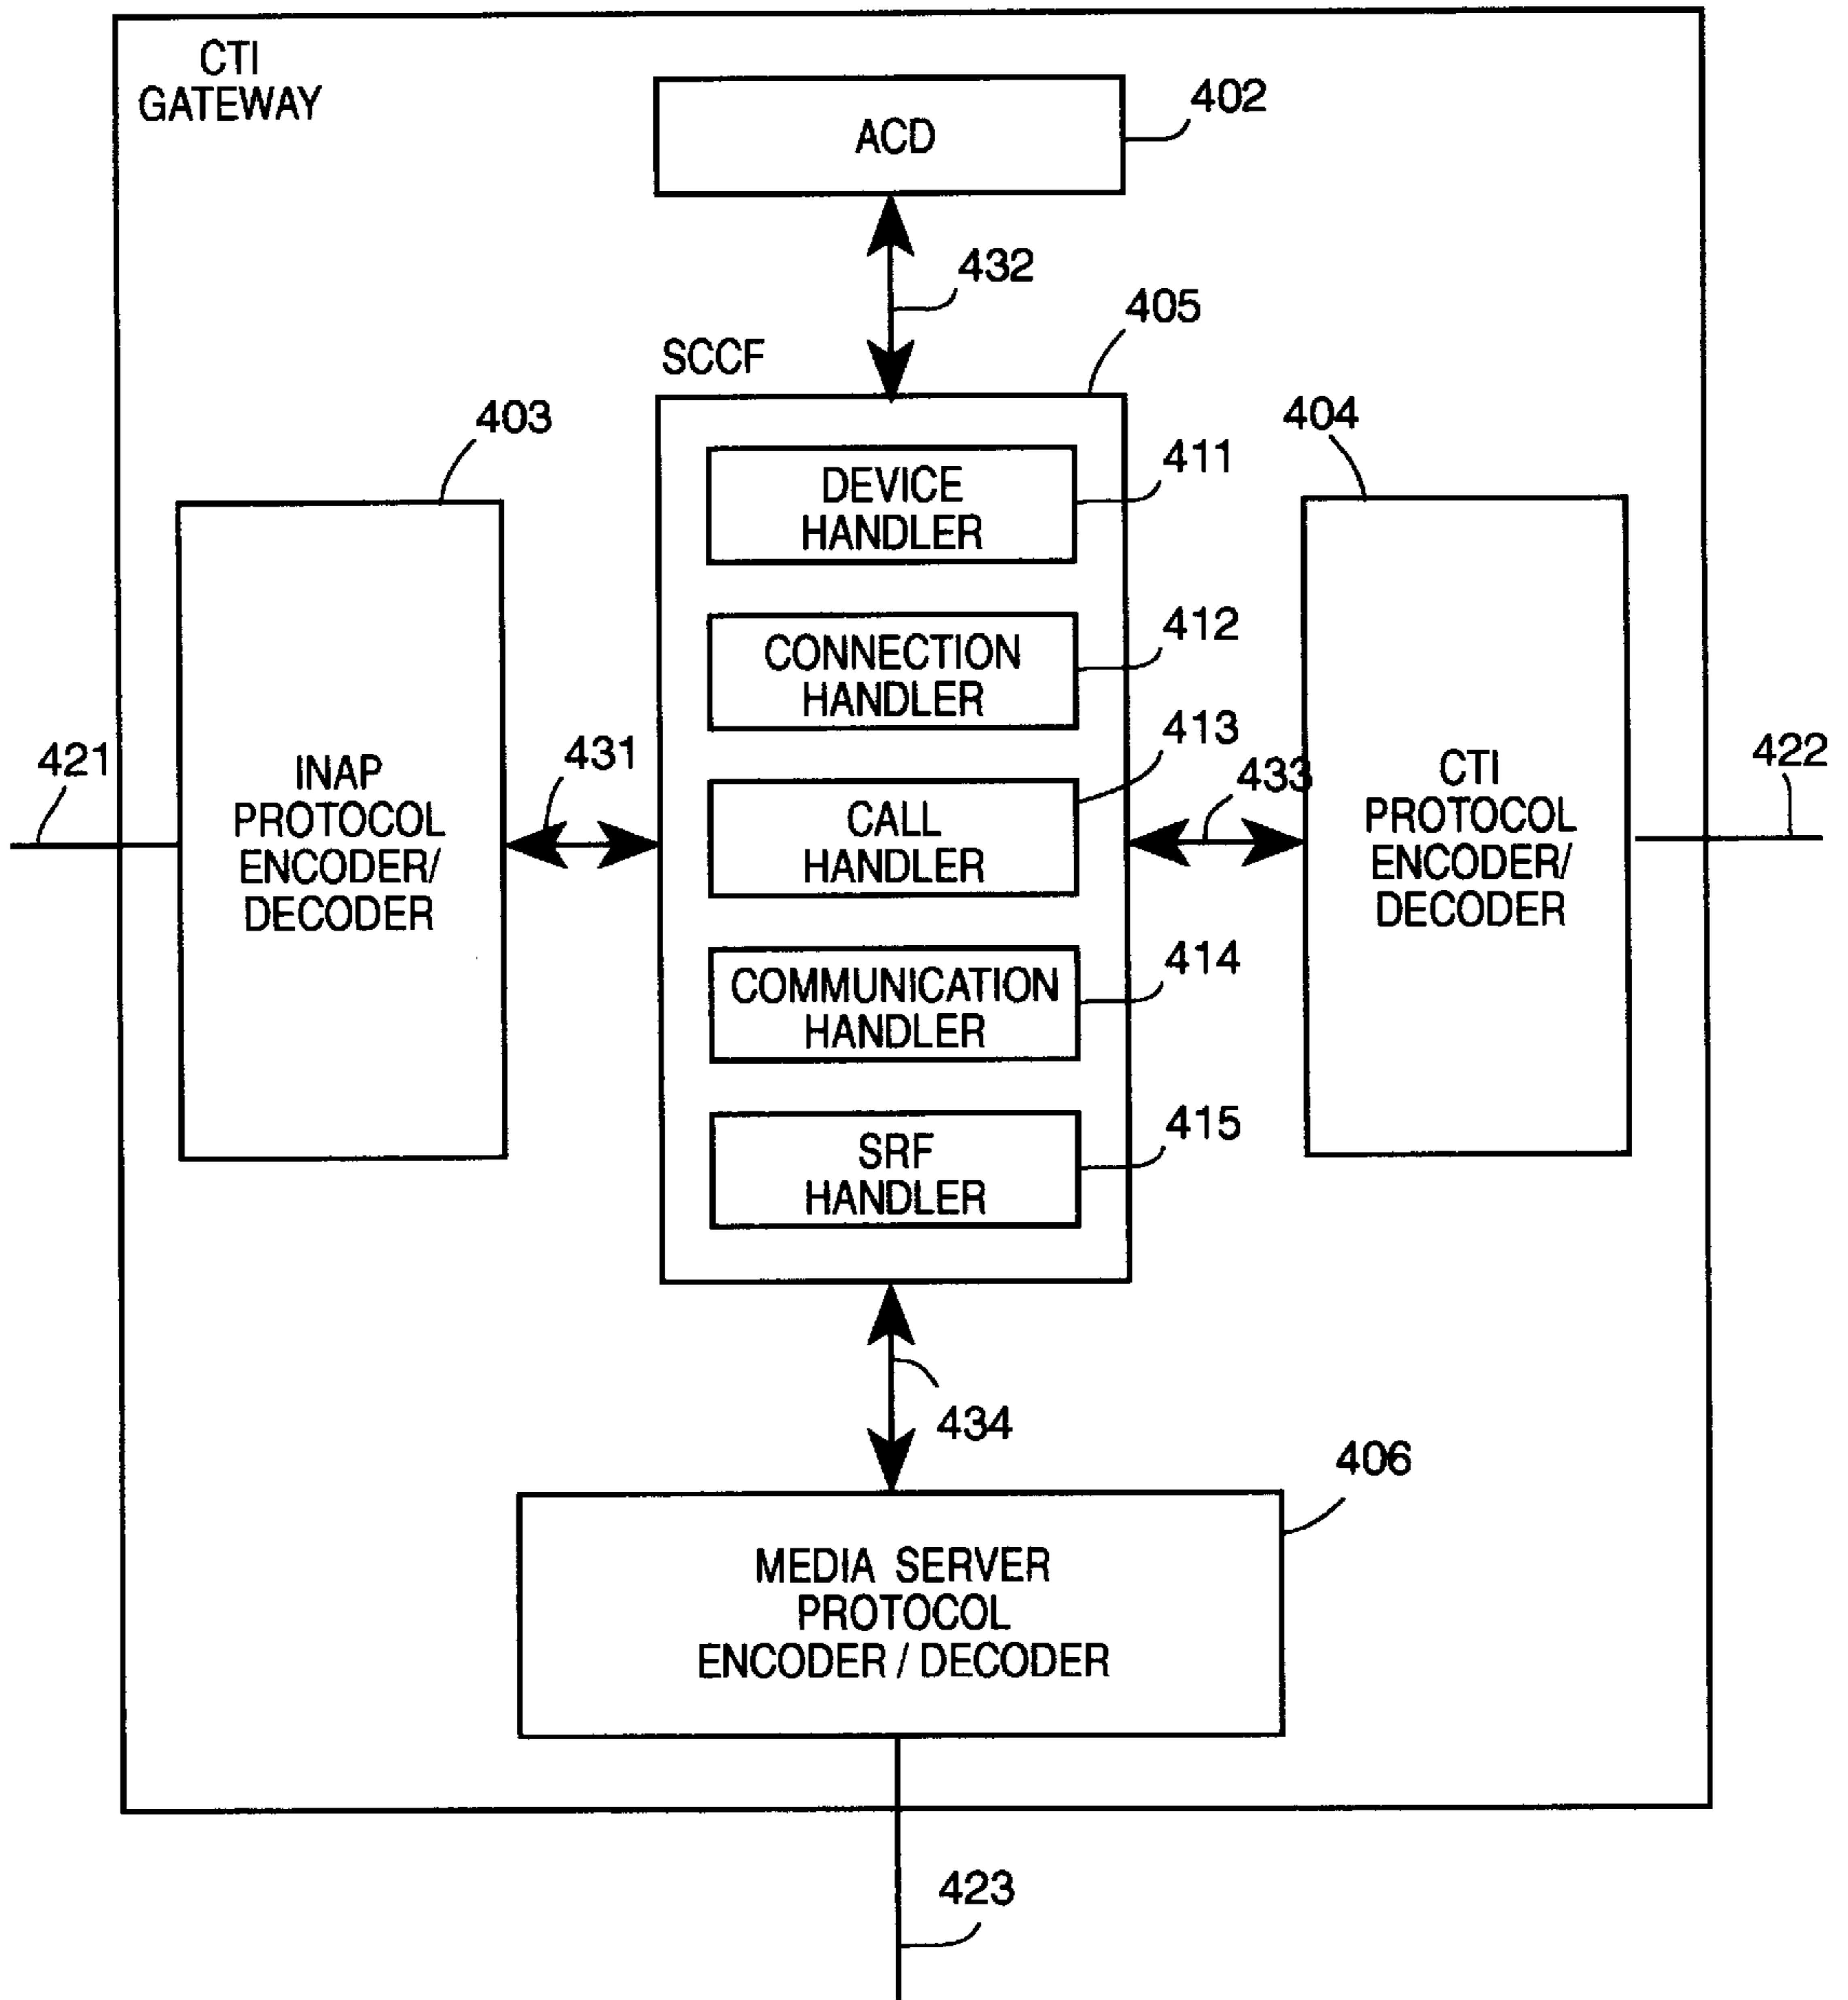 CTI
GATEWAY
ACD
402
432
405
SCCF
403
404
DEVICE
HANDLER
411
CONNECTION
HANDLER
412
413
421
INAP
PROTOCOL
ENCODER/
DECODER
431
CALL
HANDLER
433
CTI
PROTOCOL
ENCODER/
DECODER
422
COMMUNICATION
HANDLER
414
SRF
HANDLER
415
434
406
MEDIA SERVER
PROTOCOL
ENCODER / DECODER
423